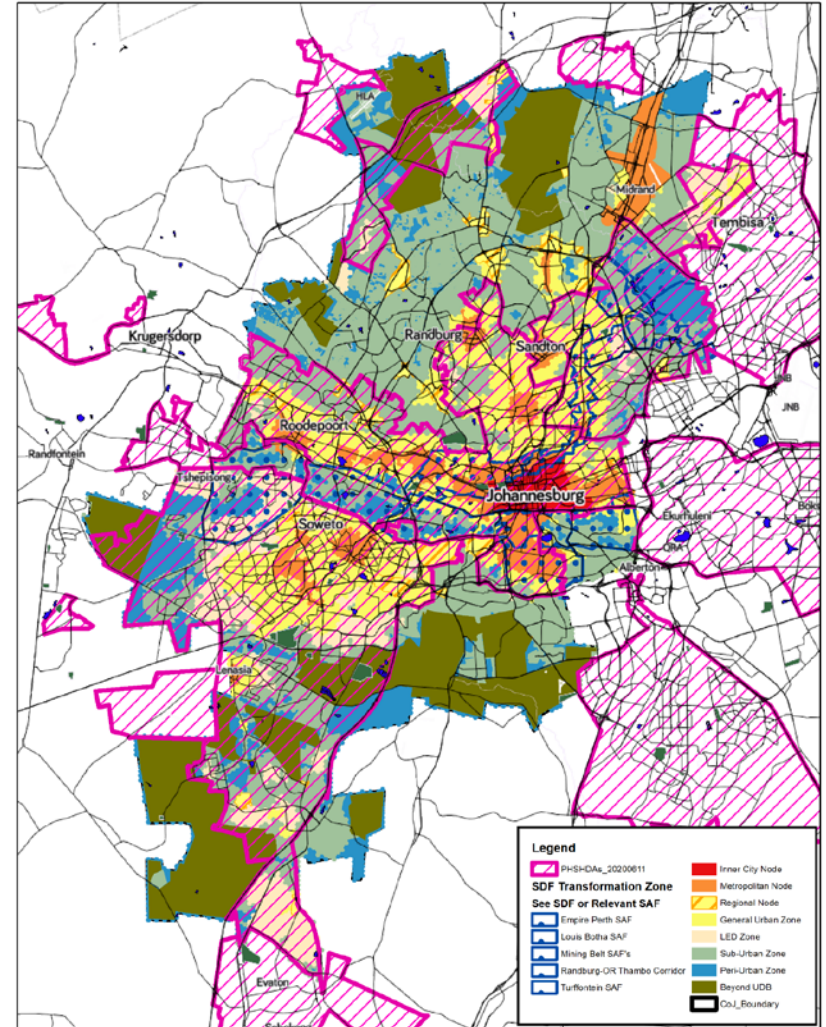 HLA
Midrand
Tembisa
Krugersdorp
Randburg
Sandton
JNB
JNB
Roodepoort
Randfontein
Tshepisong
Johannesburg
Soweto
Ekurhuleni
Boks
QRA
Alberton
Lenasia
Evaton
Legend
PHSHDAs_20200611
SDF Transformation Zone
See SDF or Relevant SAF
Empire Perth SAF
Louis Botha SAF
Mining Belt SAF's
Randburg-OR Thambo Corridor
Turffontein SAF
Inner City Node
Metropolitan Node
Regional Node
General Urban Zone
LED Zone
Sub-Urban Zone
Peri-Urban Zone
Beyond UDB
CoJ_Boundary